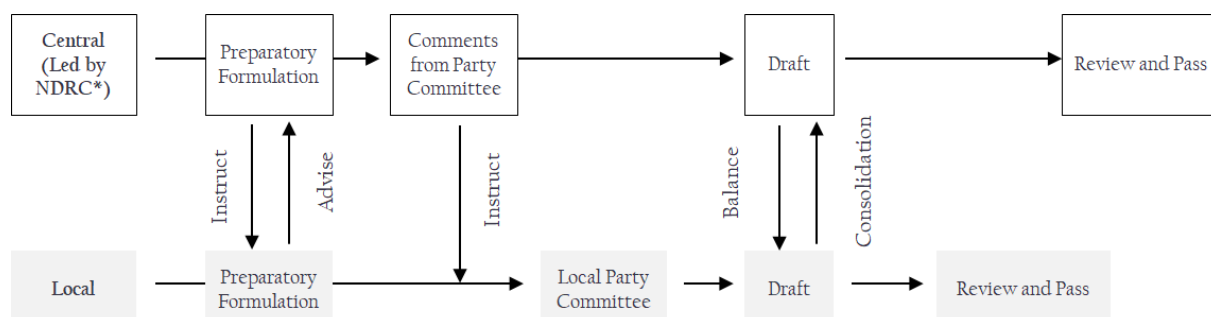 Central
(Led by
NDRC*)
Preparatory
Formulation
Comments
from Party
Committee
Draft
Review and Pass
Instruct
Advise
Instruct
Balance
Consolidation
Local
Preparatory
Formulation
Local Party
Committee
Draft
Review and Pass